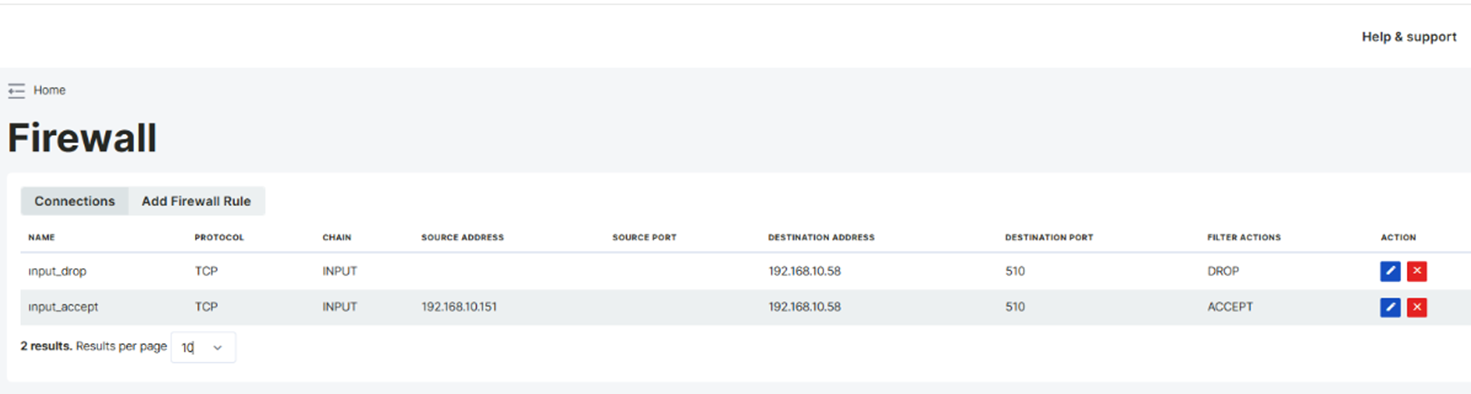 Help & support
Home
Firewall
Connections Add Firewall Rule
NAME PROTOCOL CHAIN SOURCE ADDRESS SOURCE PORT DESTINATION ADDRESS DESTINATION PORT FILTER ACTIONS ACTION
input_drop TCP INPUT 192.168.10.58 510 DROP
input_accept TCP INPUT 192.168.10.151 192.168.10.58 510 ACCEPT
2 results. Results per page 10